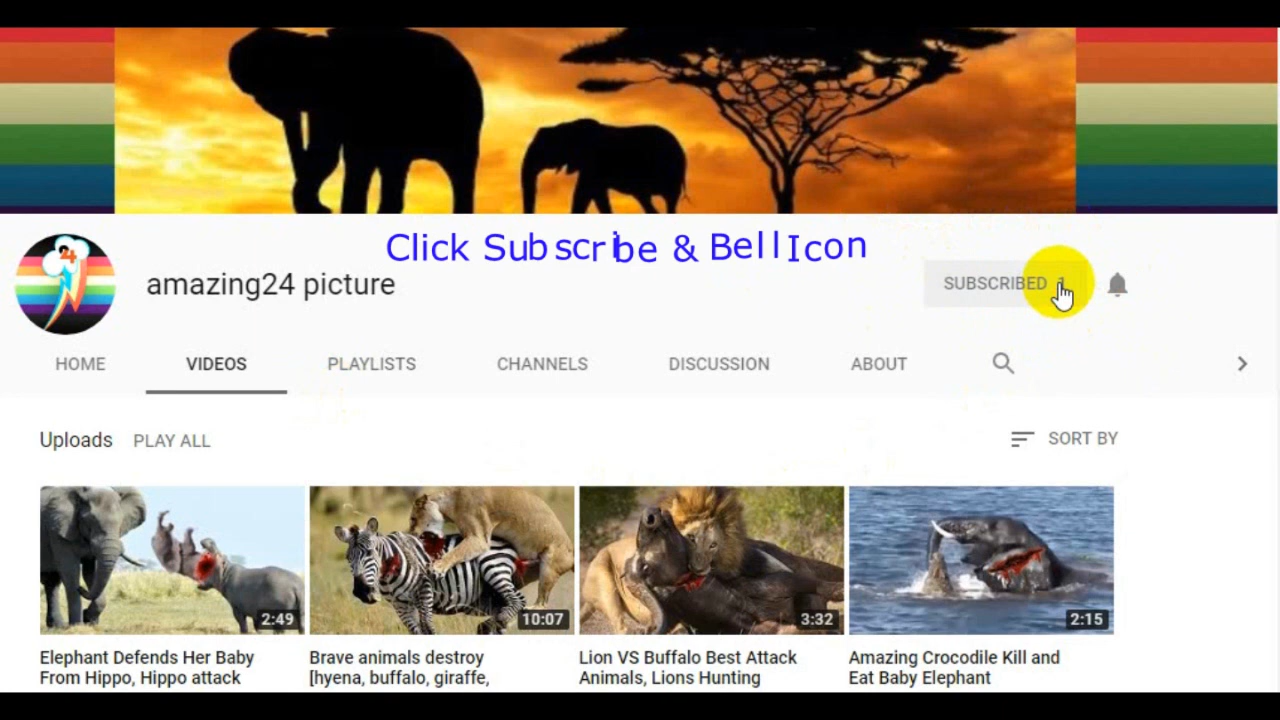 Click Subscribe & Bell Icon
amazing24 picture
SUBSCRIBED
HOME VIDEOS PLAYLISTS CHANNELS DISCUSSION ABOUT
Uploads PLAY ALL SORT BY
2:49 10:07 3:32 2:15
Elephant Defends Her Baby
From Hippo, Hippo attack
Brave animals destroy
[hyena, buffalo, giraffe,
Lion VS Buffalo Best Attack
Animals, Lions Hunting
Amazing Crocodile Kill and
Eat Baby Elephant